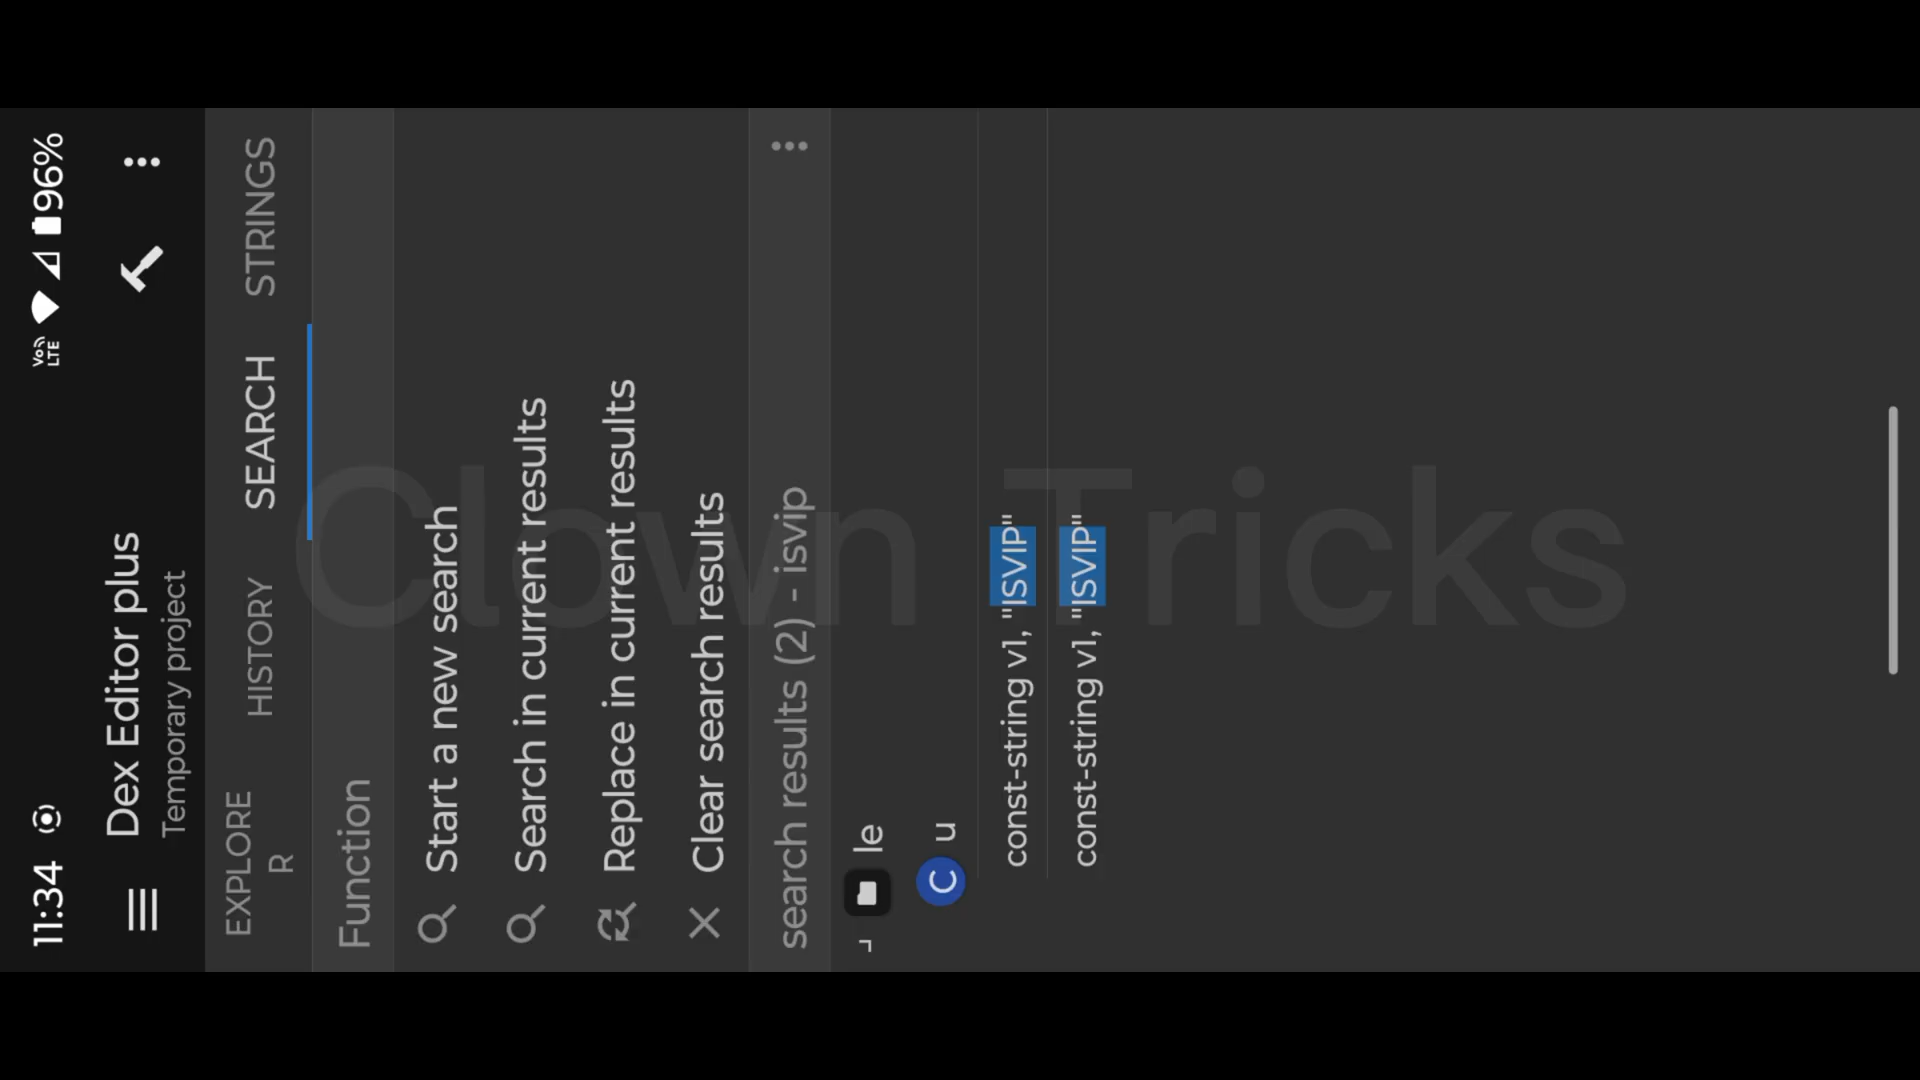 11:34
Vo LTE
96%
Dex Editor plus
Temporary project
EXPLORE
R
HISTORY
SEARCH
STRINGS
Function
Start a new search
Search in current results
Replace in current results
Clear search results
search results (2) - isvip
le
C u
const-string v1, "ISVIP"
const-string v1, "ISVIP"
Clown Tricks